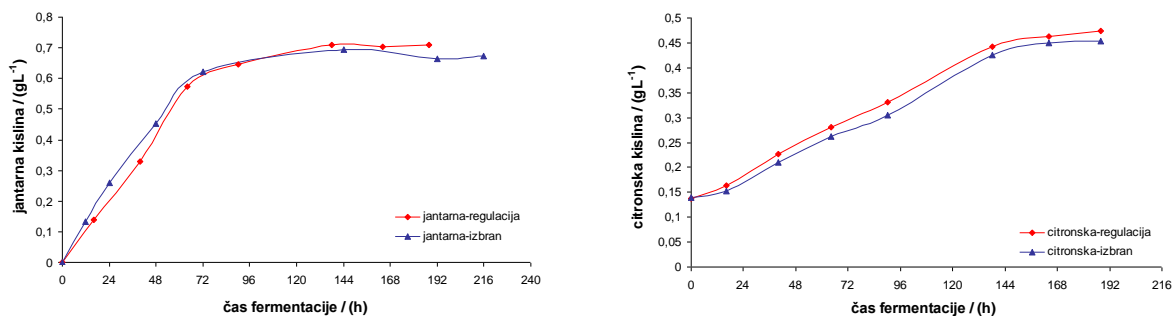 jantarna kislina / (gL⁻¹)
0,8
0,7
0,6
0,5
0,4
0,3
0,2
0,1
0
jantarna-regulacija
jantarna-izbran
0 24 48 72 96 120 144 168 192 216 240
čas fermentacije / (h)
citronska kislina / (gL⁻¹)
0,5
0,45
0,4
0,35
0,3
0,25
0,2
0,15
0,1
0,05
0
citronska-regulacija
citronska-izbran
0 24 48 72 96 120 144 168 192 216
čas fermentacije / (h)